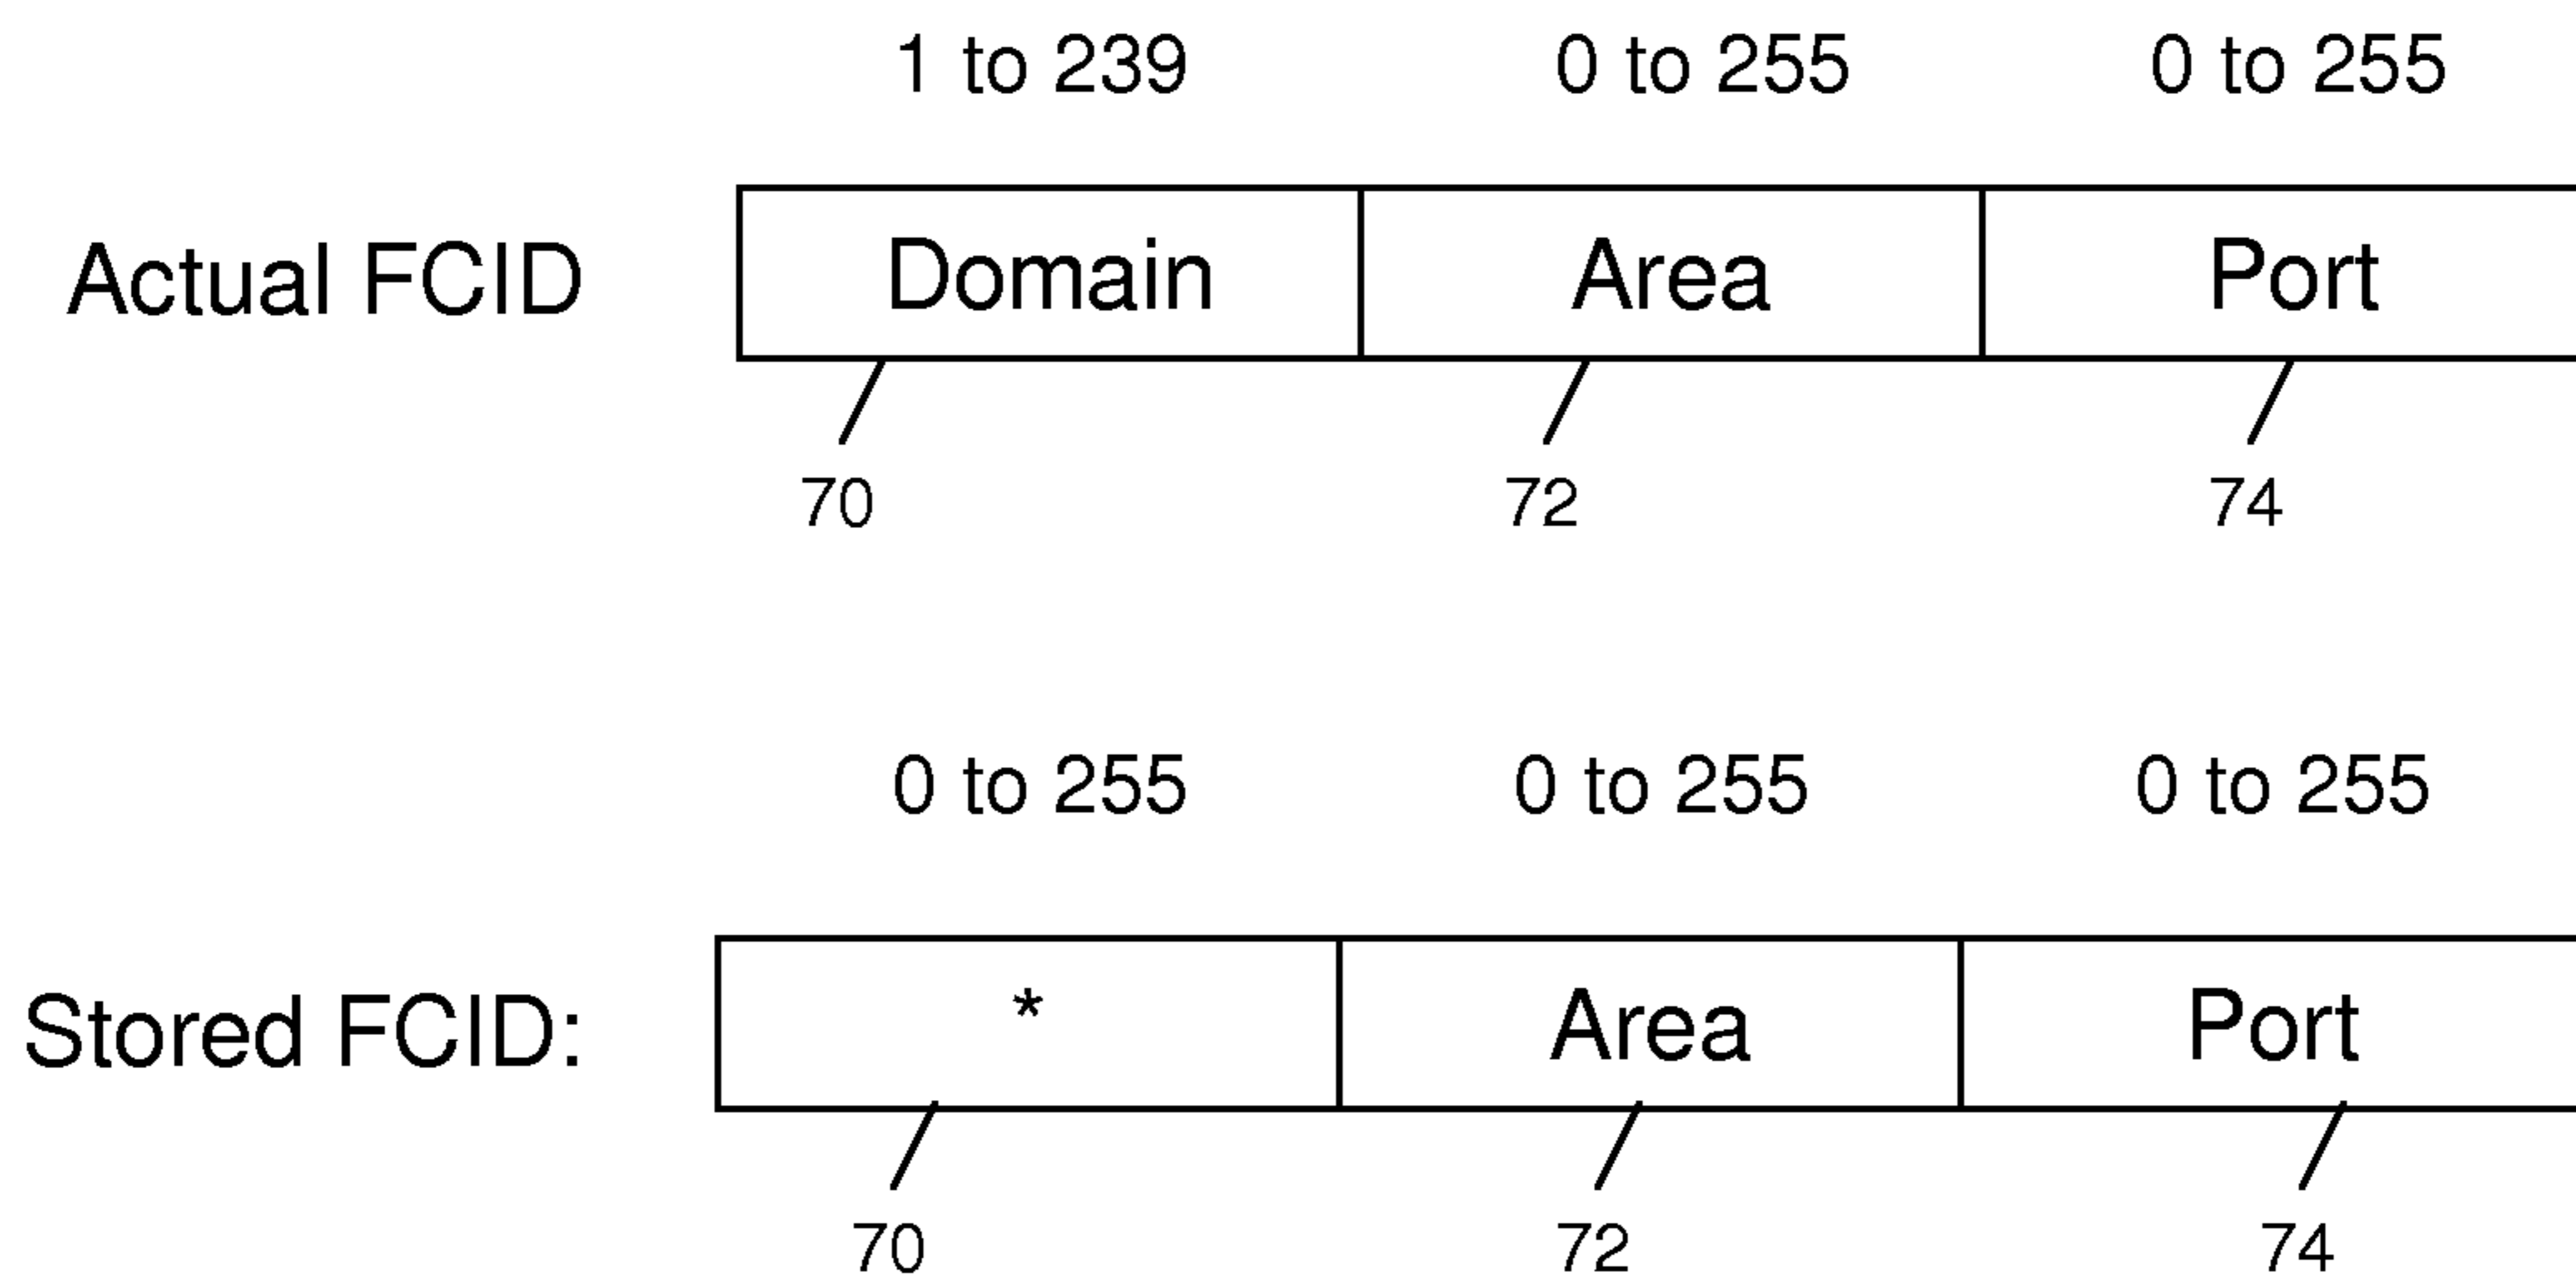 1 to 239 0 to 255 0 to 255
Actual FCID Domain Area Port
70 72 74
0 to 255 0 to 255 0 to 255
Stored FCID: * Area Port
70 72 74